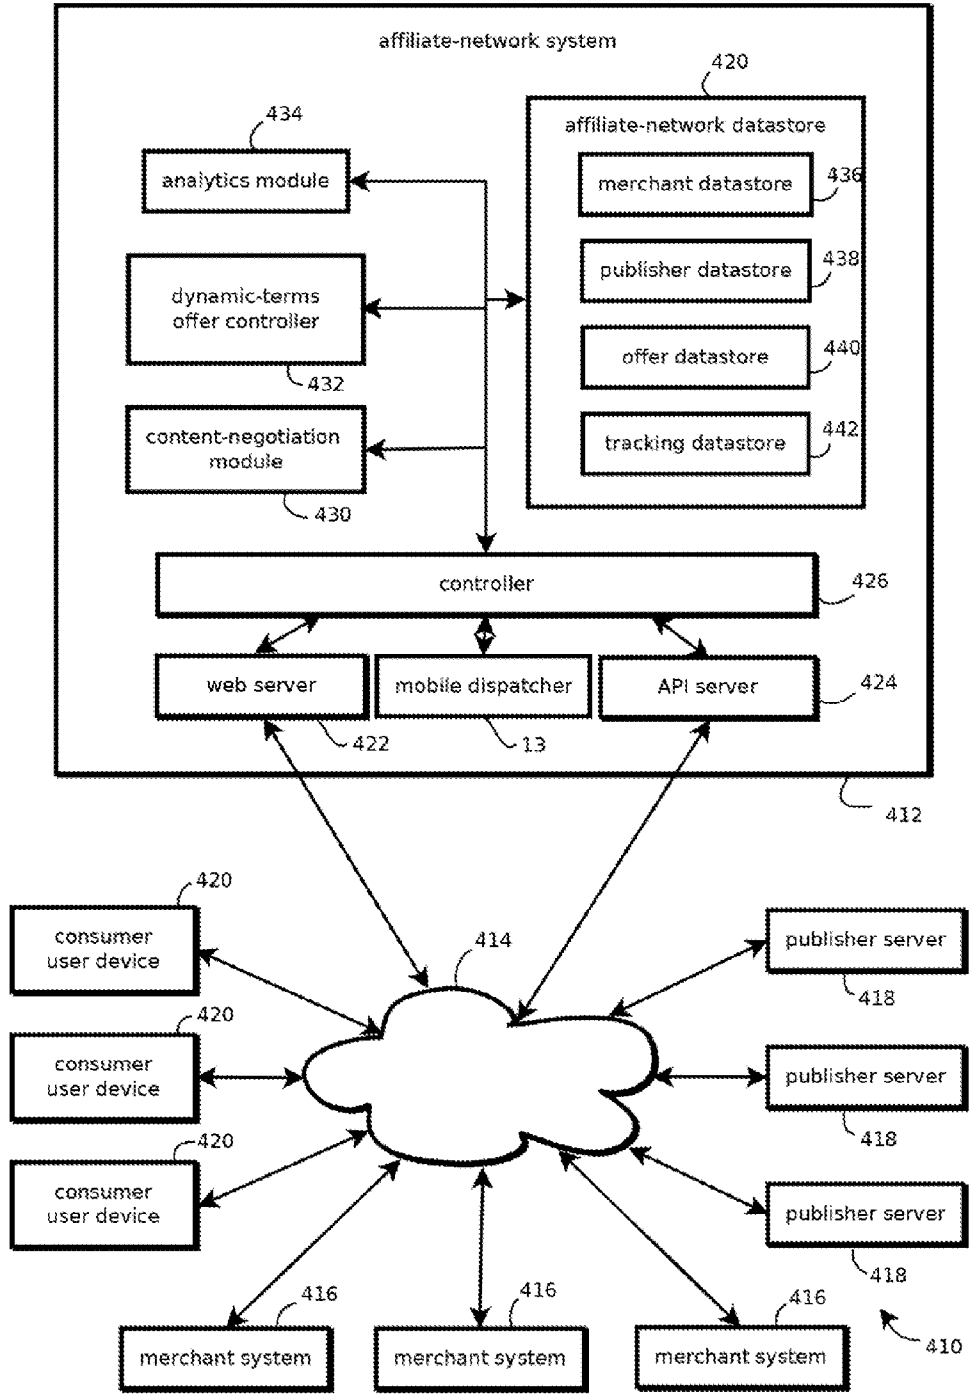 affiliate-network system
420
affiliate-network datastore
434
analytics module
merchant datastore
436
dynamic-terms
offer controller
432
publisher datastore
438
offer datastore
440
content-negotiation
module
430
tracking datastore
442
controller
426
web server
422
mobile dispatcher
13
API server
424
412
420
consumer
user device
414
publisher server
418
420
consumer
user device
publisher server
418
420
consumer
user device
publisher server
418
416
merchant system
416
merchant system
416
merchant system
410